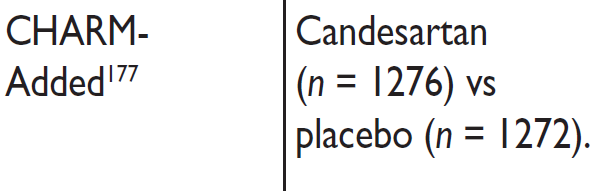 CHARM-
Added177
Candesartan
(n = 1276) vs
placebo (n = 1272).